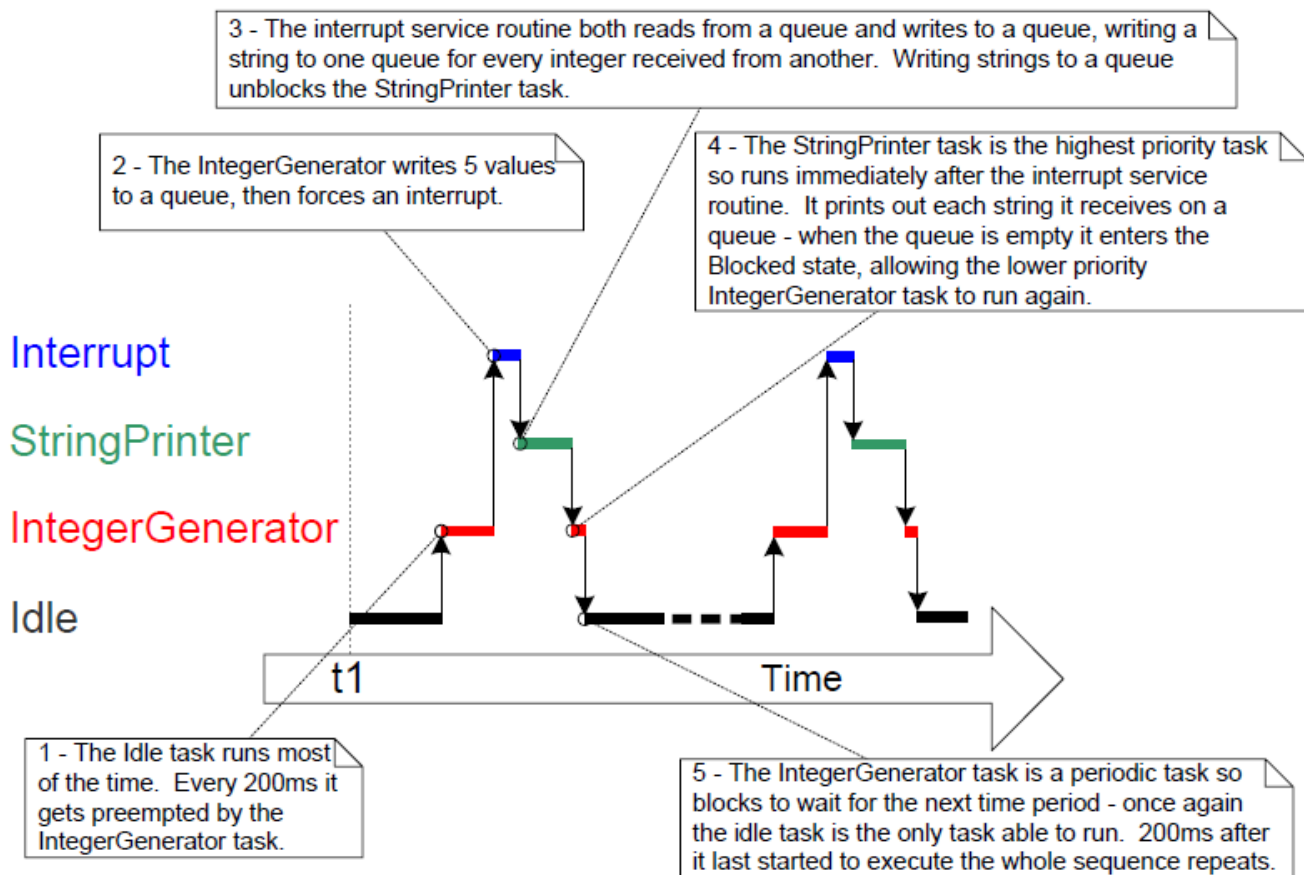 3 - The interrupt service routine both reads from a queue and writes to a queue, writing a
string to one queue for every integer received from another.  Writing strings to a queue
unblocks the StringPrinter task.
2 - The IntegerGenerator writes 5 values
to a queue, then forces an interrupt.
4 - The StringPrinter task is the highest priority task
so runs immediately after the interrupt service
routine.  It prints out each string it receives on a
queue - when the queue is empty it enters the
Blocked state, allowing the lower priority
IntegerGenerator task to run again.
Interrupt
StringPrinter
IntegerGenerator
Idle
t1
Time
1 - The Idle task runs most
of the time.  Every 200ms it
gets preempted by the
IntegerGenerator task.
5 - The IntegerGenerator task is a periodic task so
blocks to wait for the next time period - once again
the idle task is the only task able to run.  200ms after
it last started to execute the whole sequence repeats.